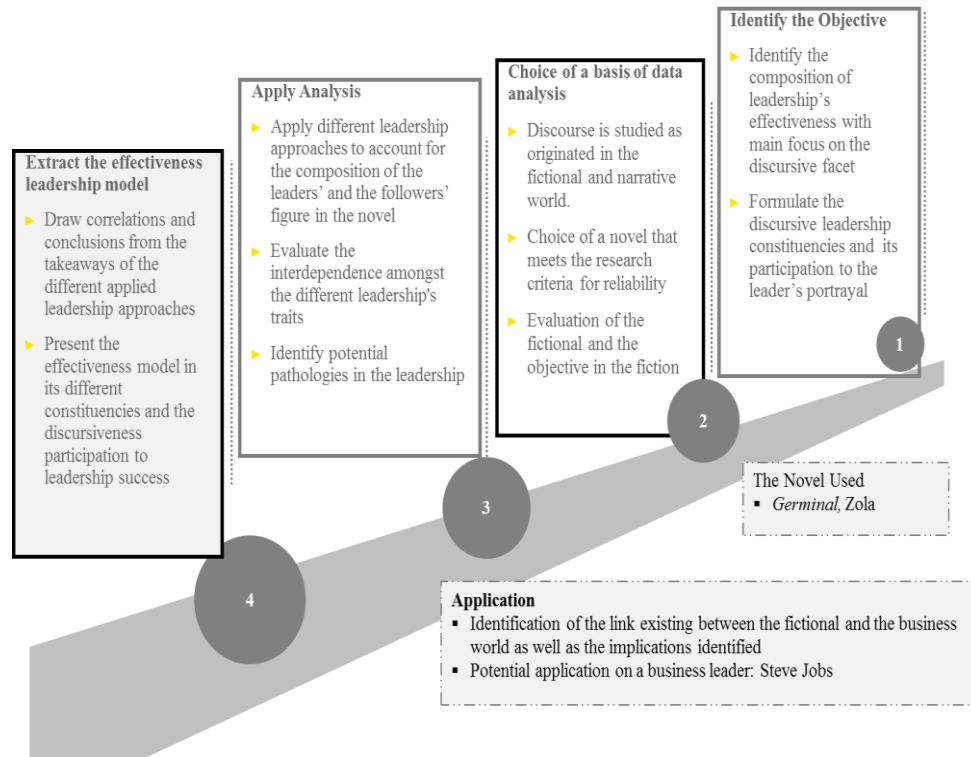 Identify the Objective
► Identify the
composition of
leadership's
effectiveness with
main focus on the
discursive facet
► Formulate the
discursive leadership
constituencies and its
participation to the
leader's portrayal
1
Choice of a basis of data
analysis
► Discourse is studied as
originated in the
fictional and narrative
world.
► Choice of a novel that
meets the research
criteria for reliability
► Evaluation of the
fictional and the
objective in the fiction
2
Apply Analysis
► Apply different leadership
approaches to account for
the composition of the
leaders' and the followers'
figure in the novel
► Evaluate the
interdependence amongst
the different leadership's
traits
► Identify potential
pathologies in the leadership
3
Extract the effectiveness
leadership model
► Draw correlations and
conclusions from the
takeaways of the
different applied
leadership approaches
► Present the
effectiveness model in
its different
constituencies and the
discursiveness
participation to
leadership success
4
The Novel Used
▪ Germinal, Zola
Application
▪ Identification of the link existing between the fictional and the business
world as well as the implications identified
▪ Potential application on a business leader: Steve Jobs